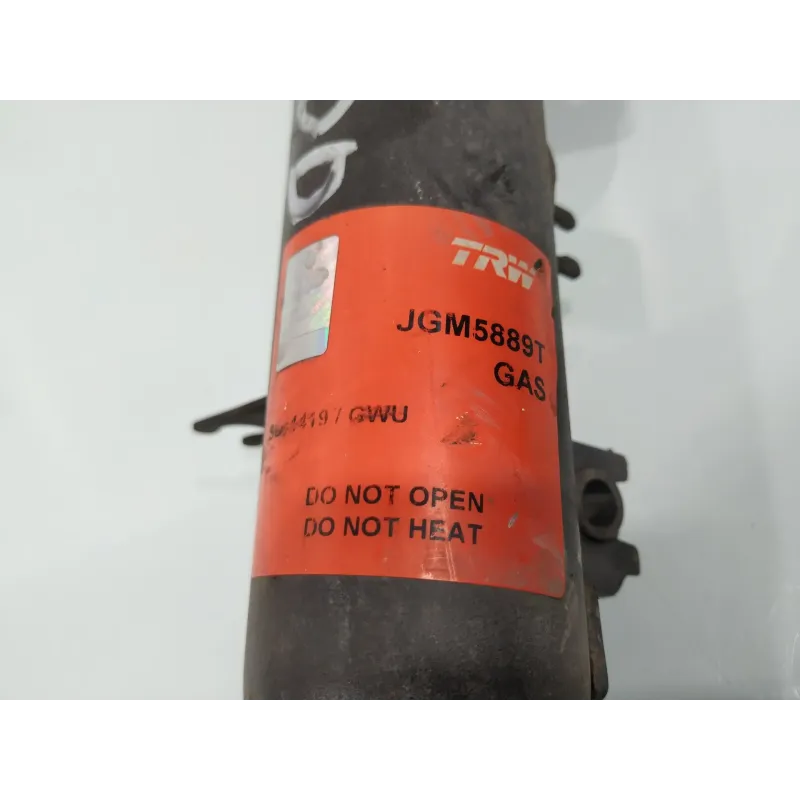 TRW
JGM5889T
GAS
GWU
DO NOT OPEN
DO NOT HEAT